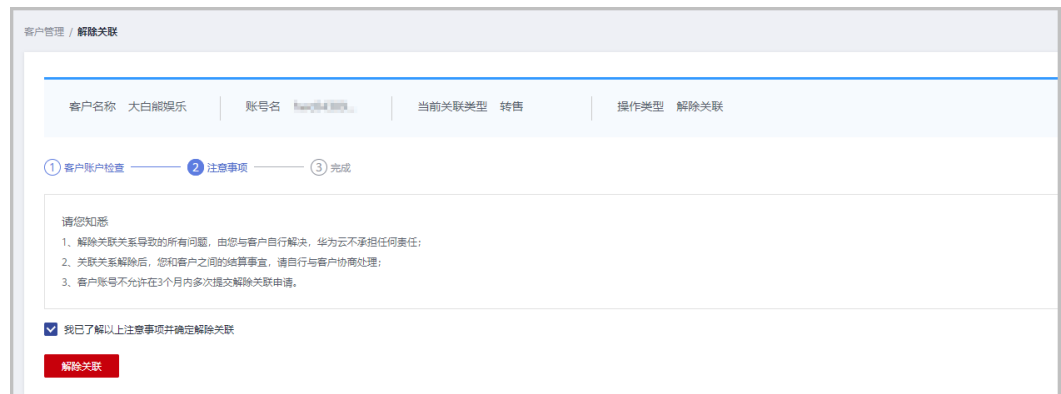 客户管理 / 解除关联
客户名称 大白熊娱乐 账号名 当前关联类型 转售 操作类型 解除关联
1 客户账户检查 2 注意事项 3 完成
请您知悉
1、解除关联关系导致的所有问题，由您与客户自行解决，华为云不承担任何责任；
2、关联关系解除后，您和客户之间的结算事宜，请自行与客户协商处理；
3、客户账号不允许在3个月内多次提交解除关联申请。
我已了解以上注意事项并确定解除关联
解除关联